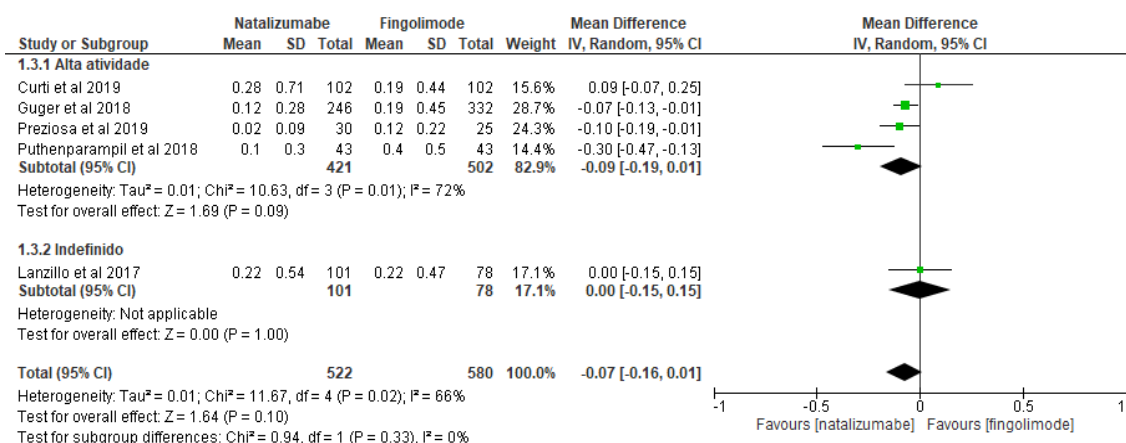 Natalizumabe Fingolimode Mean Difference Mean Difference
Study or Subgroup Mean SD Total Mean SD Total Weight IV, Random, 95% CI IV, Random, 95% CI
1.3.1 Alta atividade
Curti et al 2019 0.28 0.71 102 0.19 0.44 102 15.6% 0.09 [-0.07, 0.25]
Guger et al 2018 0.12 0.28 246 0.19 0.45 332 28.7% -0.07 [-0.13, -0.01]
Preziosa et al 2019 0.02 0.09 30 0.12 0.22 25 24.3% -0.10 [-0.19, -0.01]
Puthenparampil et al 2018 0.1 0.3 43 0.4 0.5 43 14.4% -0.30 [-0.47, -0.13]
Subtotal (95% CI) 421 502 82.9% -0.09 [-0.19, 0.01]
Heterogeneity: Tau² = 0.01; Chi² = 10.63, df = 3 (P = 0.01); I² = 72%
Test for overall effect: Z = 1.69 (P = 0.09)
1.3.2 Indefinido
Lanzillo et al 2017 0.22 0.54 101 0.22 0.47 78 17.1% 0.00 [-0.15, 0.15]
Subtotal (95% CI) 101 78 17.1% 0.00 [-0.15, 0.15]
Heterogeneity: Not applicable
Test for overall effect: Z = 0.00 (P = 1.00)
Total (95% CI) 522 580 100.0% -0.07 [-0.16, 0.01]
Heterogeneity: Tau² = 0.01; Chi² = 11.67, df = 4 (P = 0.02); I² = 66%
Test for overall effect: Z = 1.64 (P = 0.10)
Test for subgroup differences: Chi² = 0.94, df = 1 (P = 0.33), I² = 0%
-1 -0.5 0 0.5 1
Favours [natalizumabe] Favours [fingolimode]